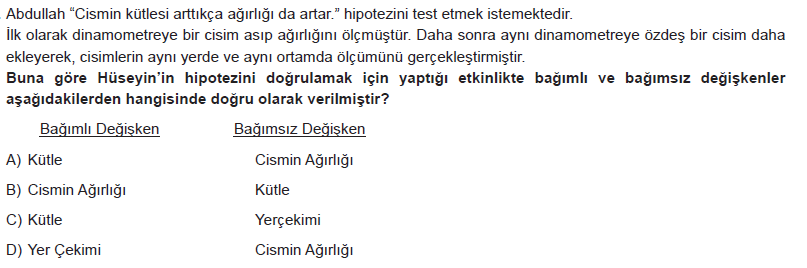 Abdullah “Cismin kütlesi arttıkça ağırlığı da artar.” hipotezini test etmek istemektedir.
İlk olarak dinamometreye bir cisim asıp ağırlığını ölçmüştür. Daha sonra aynı dinamometreye özdeş bir cisim daha
ekleyerek, cisimlerin aynı yerde ve aynı ortamda ölçümünü gerçekleştirmiştir.
Buna göre Hüseyin’in hipotezini doğrulamak için yaptığı etkinlikte bağımlı ve bağımsız değişkenler
aşağıdakilerden hangisinde doğru olarak verilmiştir?
Bağımlı Değişken Bağımsız Değişken
A) Kütle Cismin Ağırlığı
B) Cismin Ağırlığı Kütle
C) Kütle Yerçekimi
D) Yer Çekimi Cismin Ağırlığı